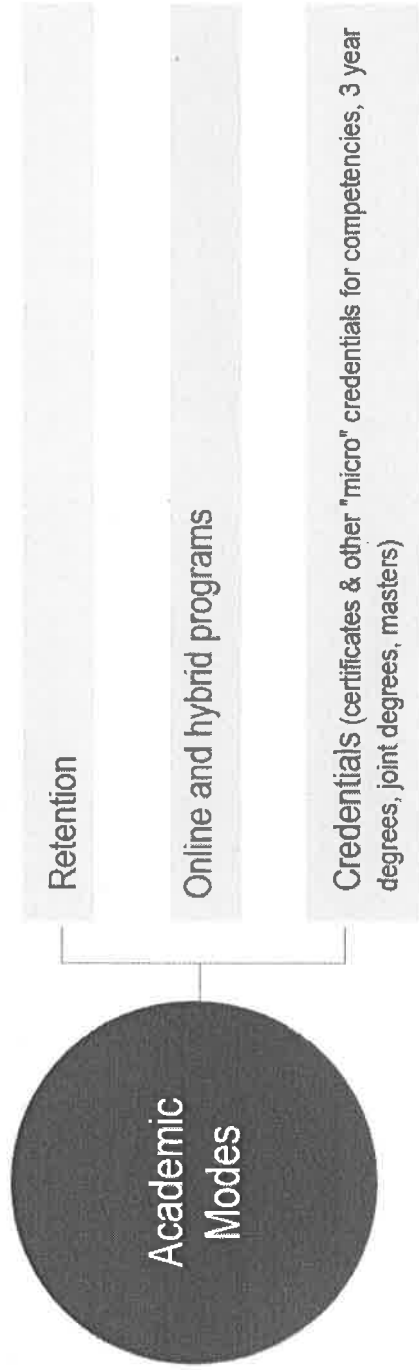 Academic
Modes
Retention
Online and hybrid programs
Credentials (certificates & other "micro" credentials for competencies, 3 year
degrees, joint degrees, masters)